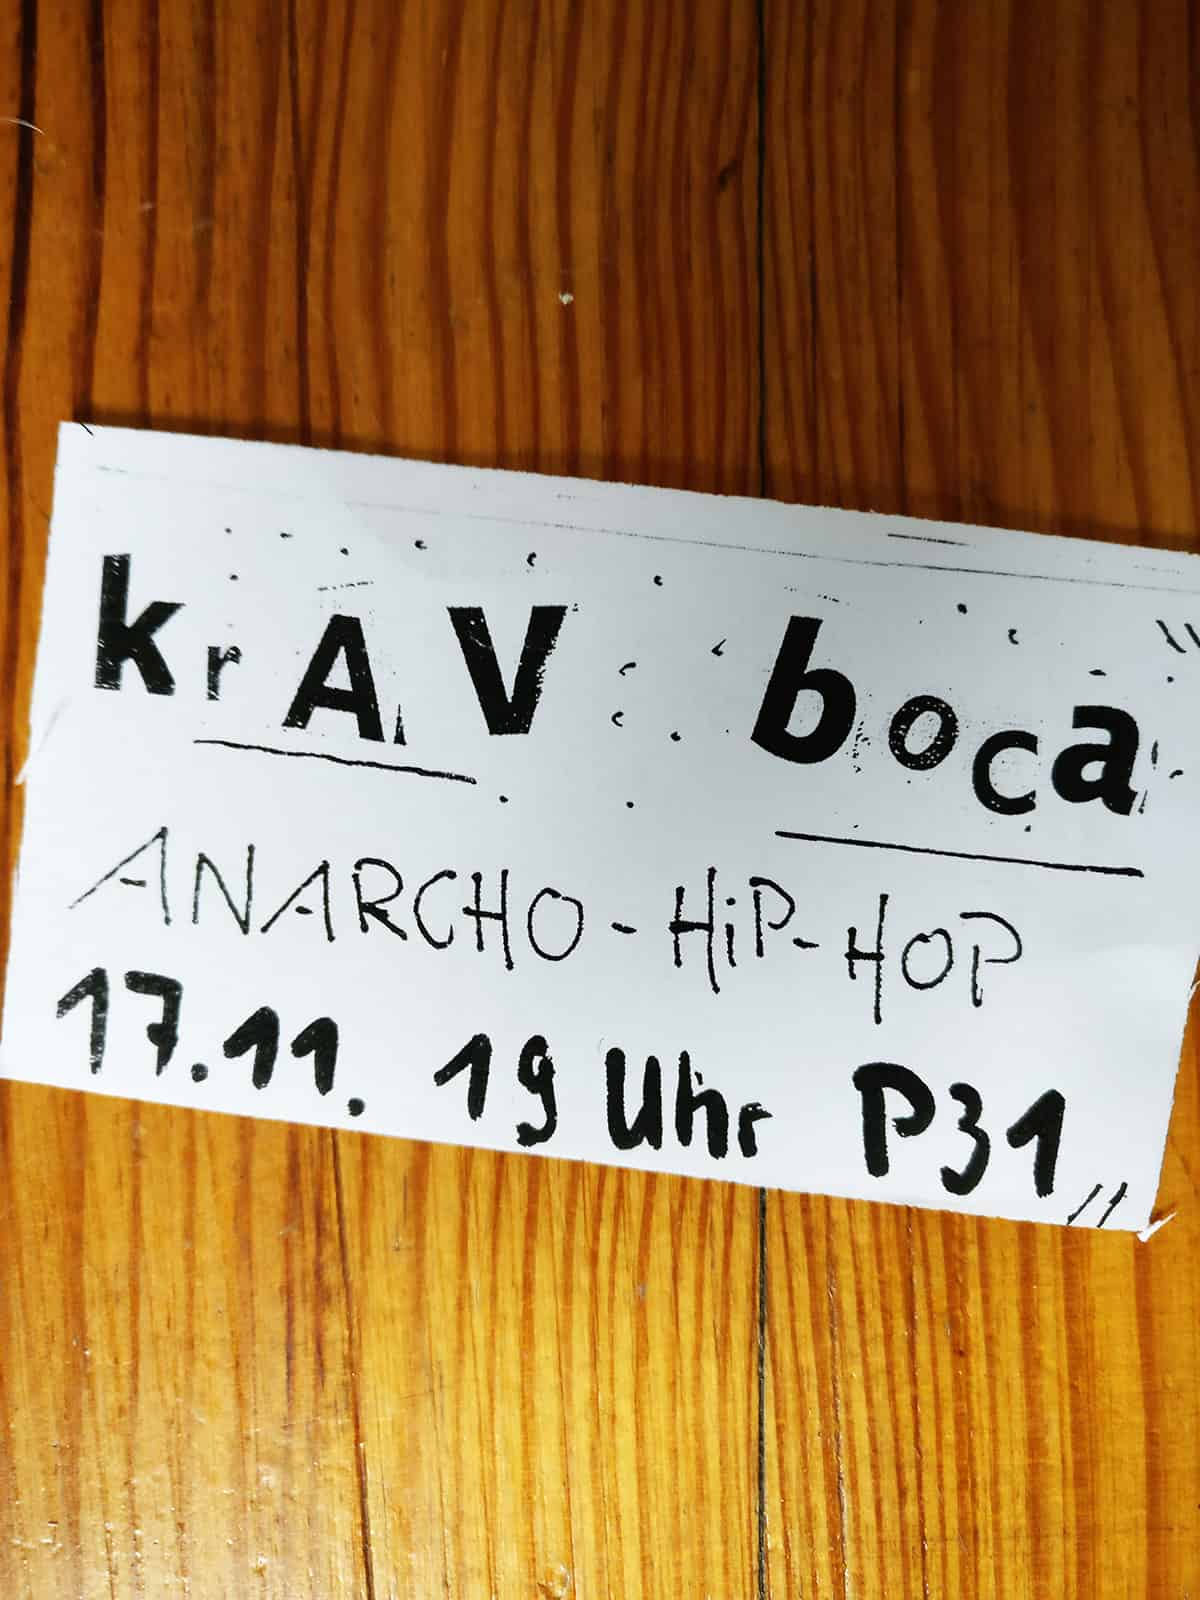 krAV boca
ANARCHO-HiP-HOP
17.11. 19 Uhr P31